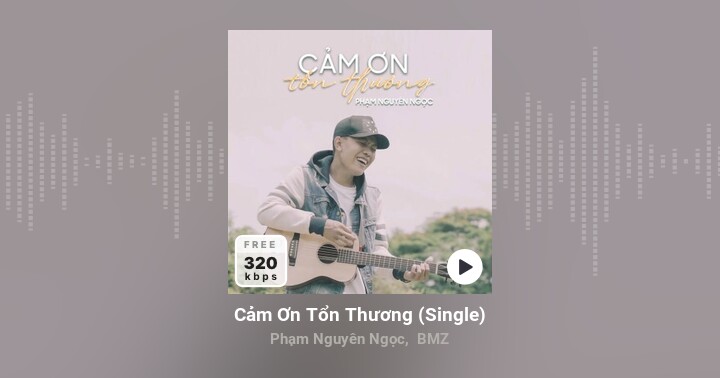 CẢM ƠN
tổn thương
PHẠM NGUYÊN NGỌC
FREE
320
kbps
Cảm Ơn Tổn Thương (Single)
Phạm Nguyên Ngọc, BMZ